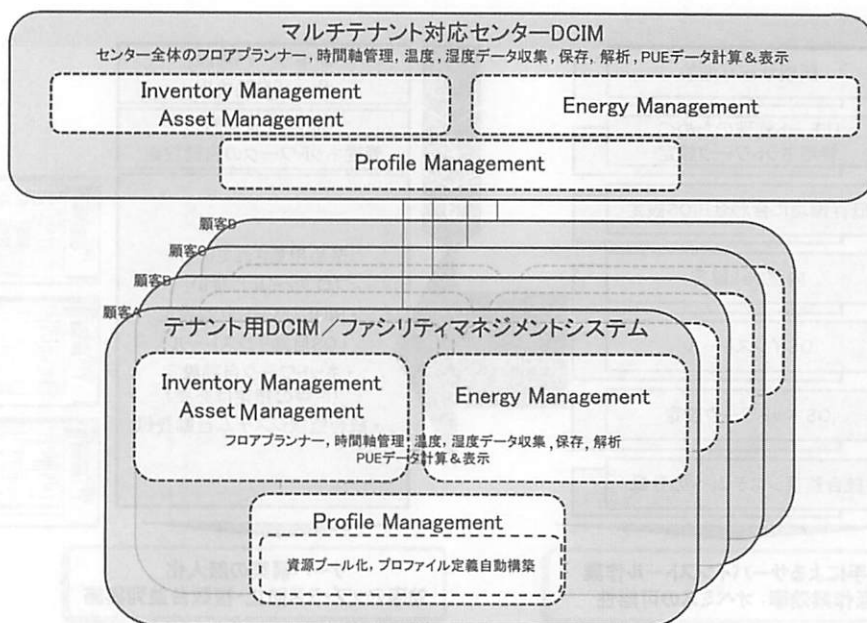 マルチテナント対応センターDCIM
センター全体のフロアプランナー，時間軸管理，温度，湿度データ収集，保存，解析，PUEデータ計算＆表示
Inventory Management
Asset Management
Energy Management
Profile Management
顧客D
顧客C
顧客B
顧客A
テナント用DCIM／ファシリティマネジメントシステム
Inventory Management
Asset Management
Energy Management
フロアプランナー，時間軸管理，温度，湿度データ収集，保存，解析
PUEデータ計算＆表示
Profile Management
資源プール化，プロファイル定義自動構築